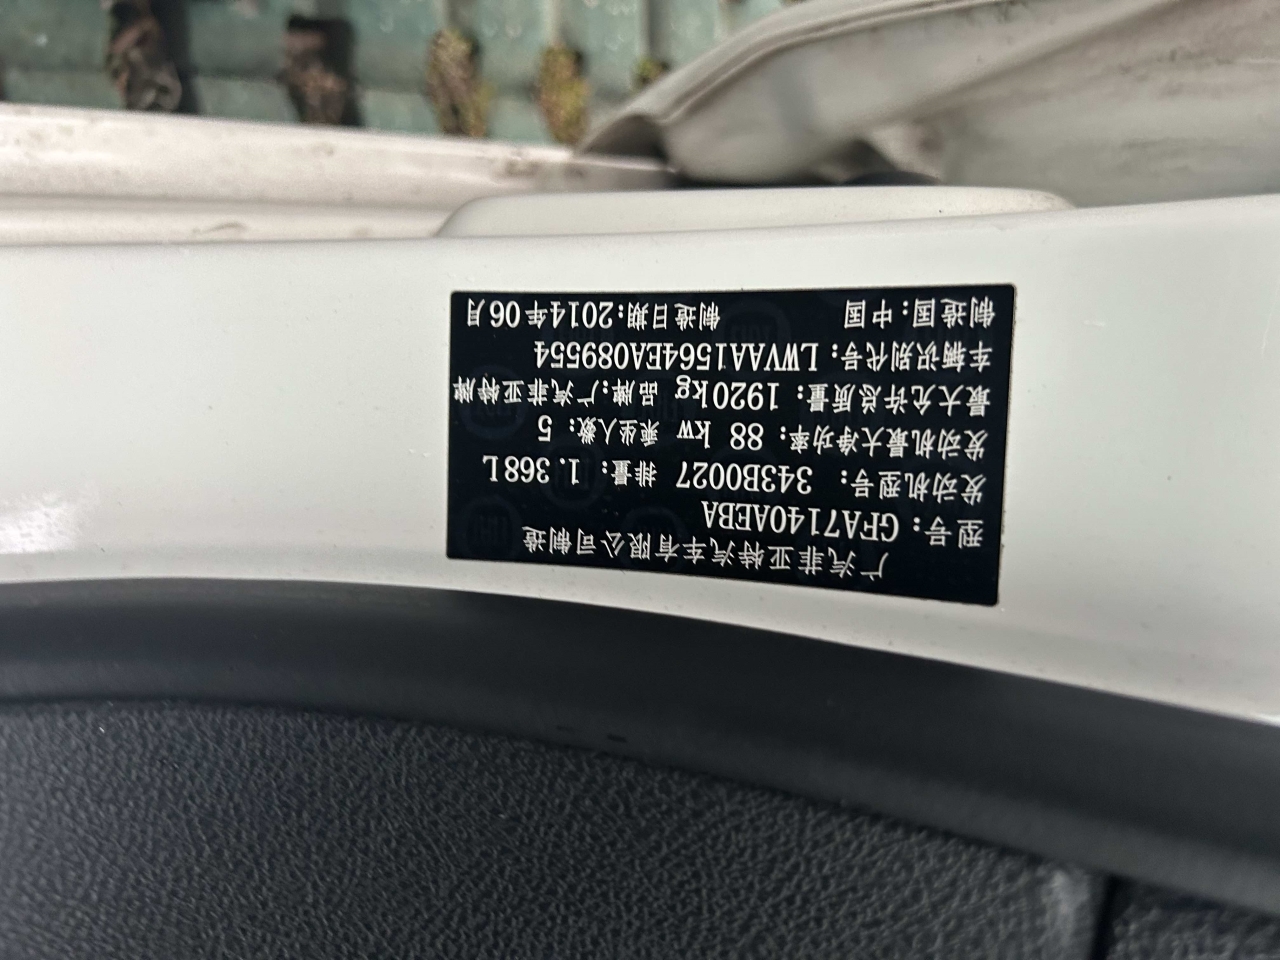 广汽菲亚特汽车有限公司制造
型号：GFA7140AEBA
发动机型号： 343B0027 排量： 1.368L
发动机最大净功率： 88 kw 乘坐人数： 5
最大允许总质量： 1920kg 品牌：广汽菲亚特牌
车辆识别代号：LWVAA1564EA089554
制造国：中国 制造日期：2014年06月